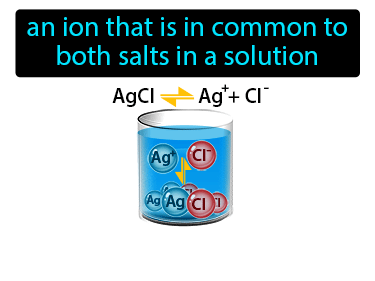 an ion that is in common to
both salts in a solution
AgCl ⇌ Ag⁺ + Cl⁻
Ag⁺ Cl⁻
Ag Ag Cl Cl